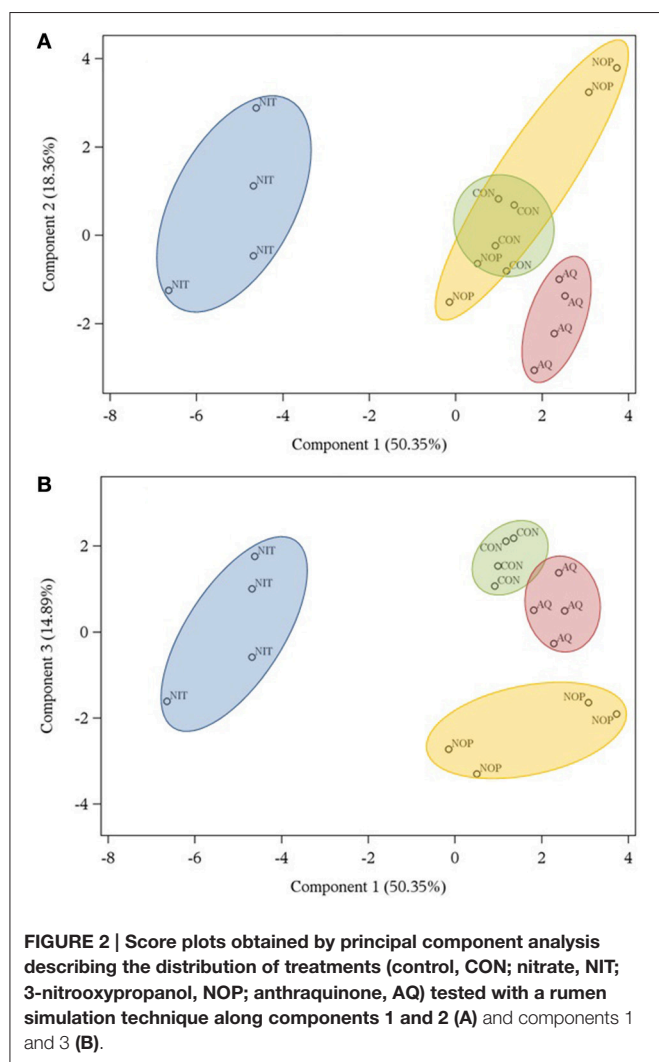 A
4
2
0
-2
Component 2 (18.36%)
NOP
NOP
NIT
NIT
CON
CON
CON
NIT
NOP
CON
AQ
AQ
NIT
NOP
AQ
AQ
-8 -6 -4 -2 0 2 4
Component 1 (50.35%)
B
2
0
-2
-4
Component 3 (14.89%)
CON
CON
NIT
CON
AQ
NIT
CON
AQ
AQ
NIT
AQ
NIT
NOP
NOP
NOP
NOP
-8 -6 -4 -2 0 2 4
Component 1 (50.35%)
FIGURE 2 | Score plots obtained by principal component analysis
describing the distribution of treatments (control, CON; nitrate, NIT;
3-nitrooxypropanol, NOP; anthraquinone, AQ) tested with a rumen
simulation technique along components 1 and 2 (A) and components 1
and 3 (B).